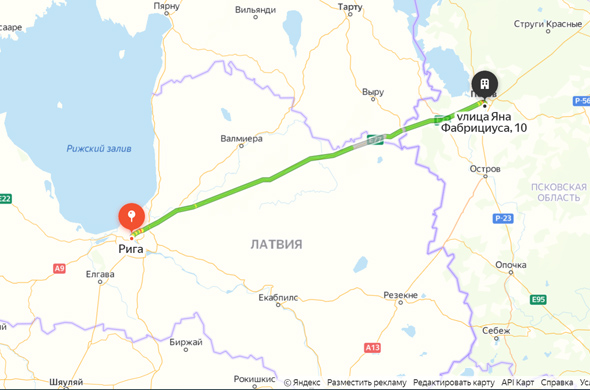 Пярну
Вильянди
Тарту
Струги Красные
сааре
Выру
P-56
улица Яна
Фабрициуса, 10
Валмиера
Рижский залив
Остров
ПСКОВСКАЯ
ОБЛАСТЬ
E22
P-23
Рига
ЛАТВИЯ
A9
Елгава
Опочка
Екабпилс
Резекне
E95
Себеж
Биржай
A13
Шяуляй
Рокишкис
© Яндекс Разместить рекламу Редактировать карту API Карт Справка